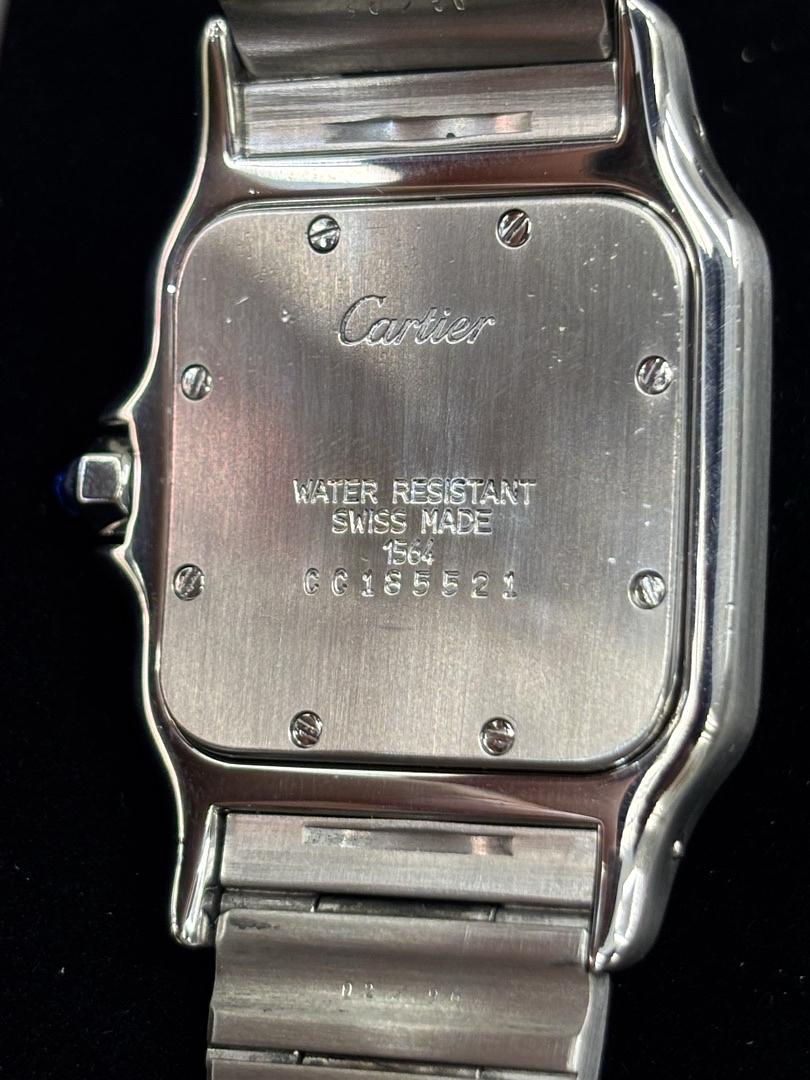 Cartier
WATER RESISTANT
SWISS MADE
1564
CC185521